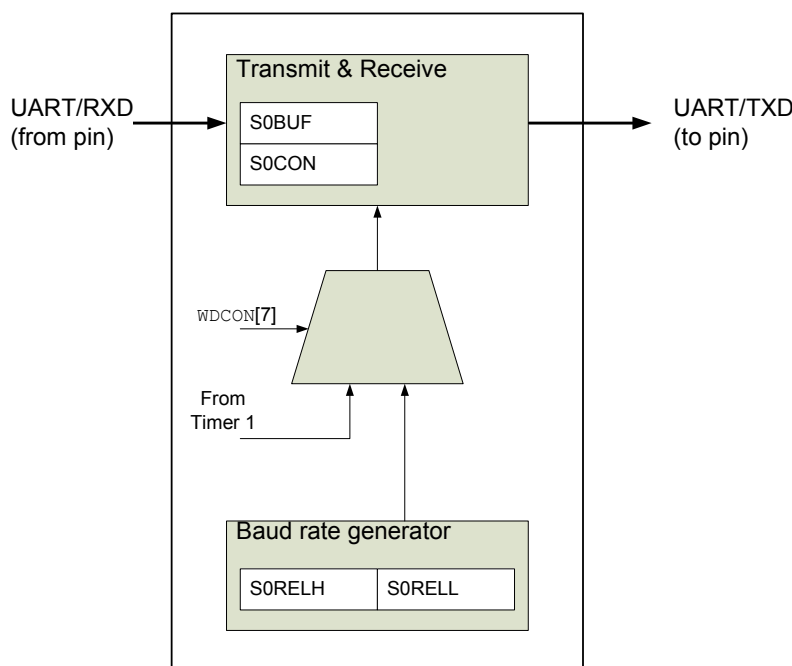 Transmit & Receive
UART/RXD
(from pin)
UART/TXD
(to pin)
S0BUF
S0CON
WDCON[7]
From
Timer 1
Baud rate generator
S0RELH S0RELL